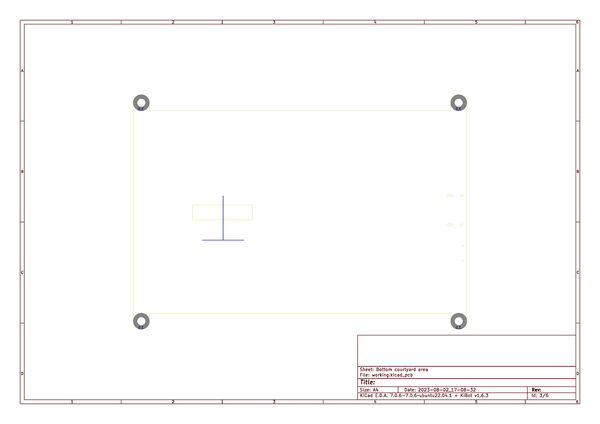 1 2 3 4 5 6
A A
B B
C C
D D
Sheet: Bottom courtyard area
File: working.kicad_pcb
Title:
Size: A4 Date: 2023-08-02_17-08-32 Rev:
KiCad E.D.A. 7.0.6-7.0.6~ubuntu22.04.1 + KiBot v1.6.3 Id: 3/6
1 2 3 4 5 6